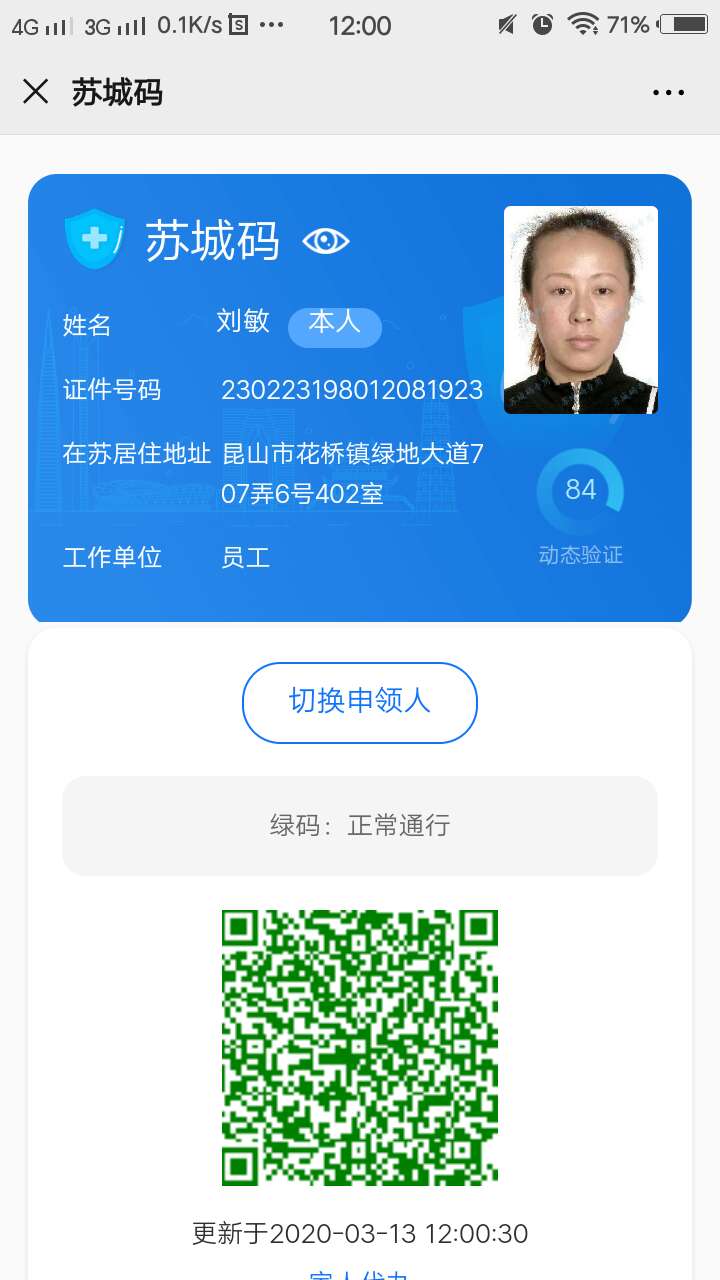 4G 3G 0.1K/s S ··· 12:00 71%
苏城码
苏城码
姓名 刘敏 本人
证件号码 230223198012081923
在苏居住地址 昆山市花桥镇绿地大道7
07弄6号402室
84
动态验证
工作单位 员工
切换申领人
绿码：正常通行
更新于2020-03-13 12:00:30
家人代办